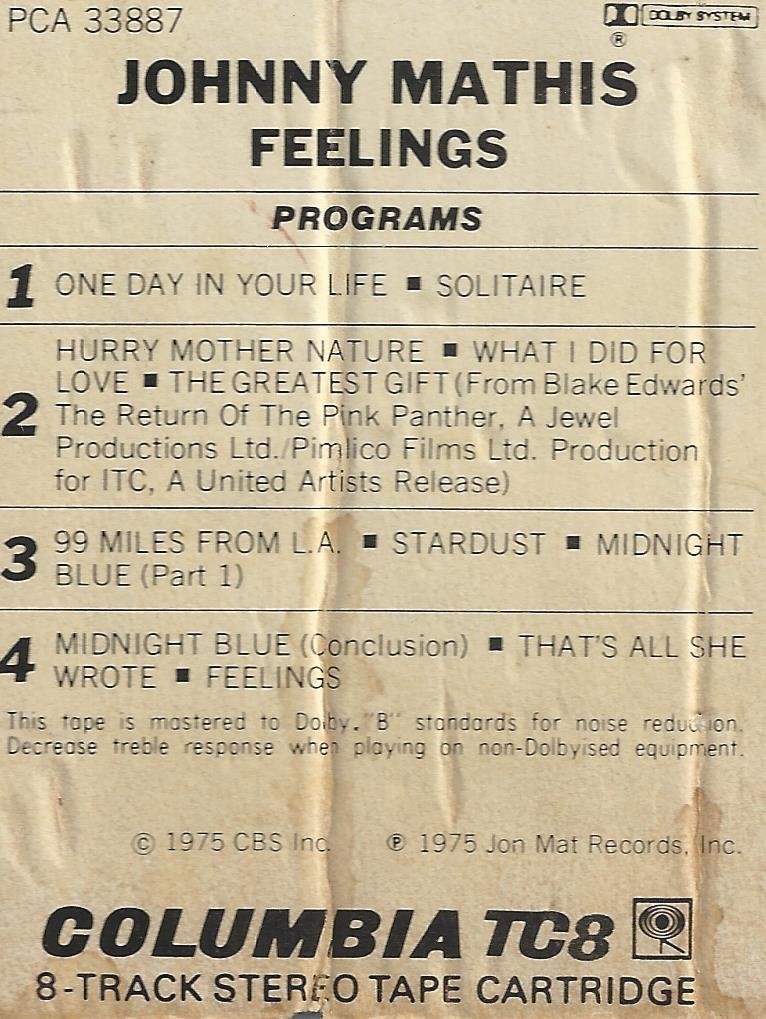 PCA 33887
DOLBY SYSTEM
®
JOHNNY MATHIS
FEELINGS
PROGRAMS
1 ONE DAY IN YOUR LIFE ■ SOLITAIRE
2 HURRY MOTHER NATURE ■ WHAT I DID FOR
LOVE ■ THE GREATEST GIFT (From Blake Edwards'
The Return Of The Pink Panther, A Jewel
Productions Ltd./Pimlico Films Ltd. Production
for ITC, A United Artists Release)
3 99 MILES FROM L.A. ■ STARDUST ■ MIDNIGHT
BLUE (Part 1)
4 MIDNIGHT BLUE (Conclusion) ■ THAT'S ALL SHE
WROTE ■ FEELINGS
This tape is mastered to Dolby. "B" standards for noise reduction.
Decrease treble response when playing on non-Dolbyised equipment.
© 1975 CBS Inc. ℗ 1975 Jon Mat Records, Inc.
COLUMBIA TC8
8-TRACK STEREO TAPE CARTRIDGE